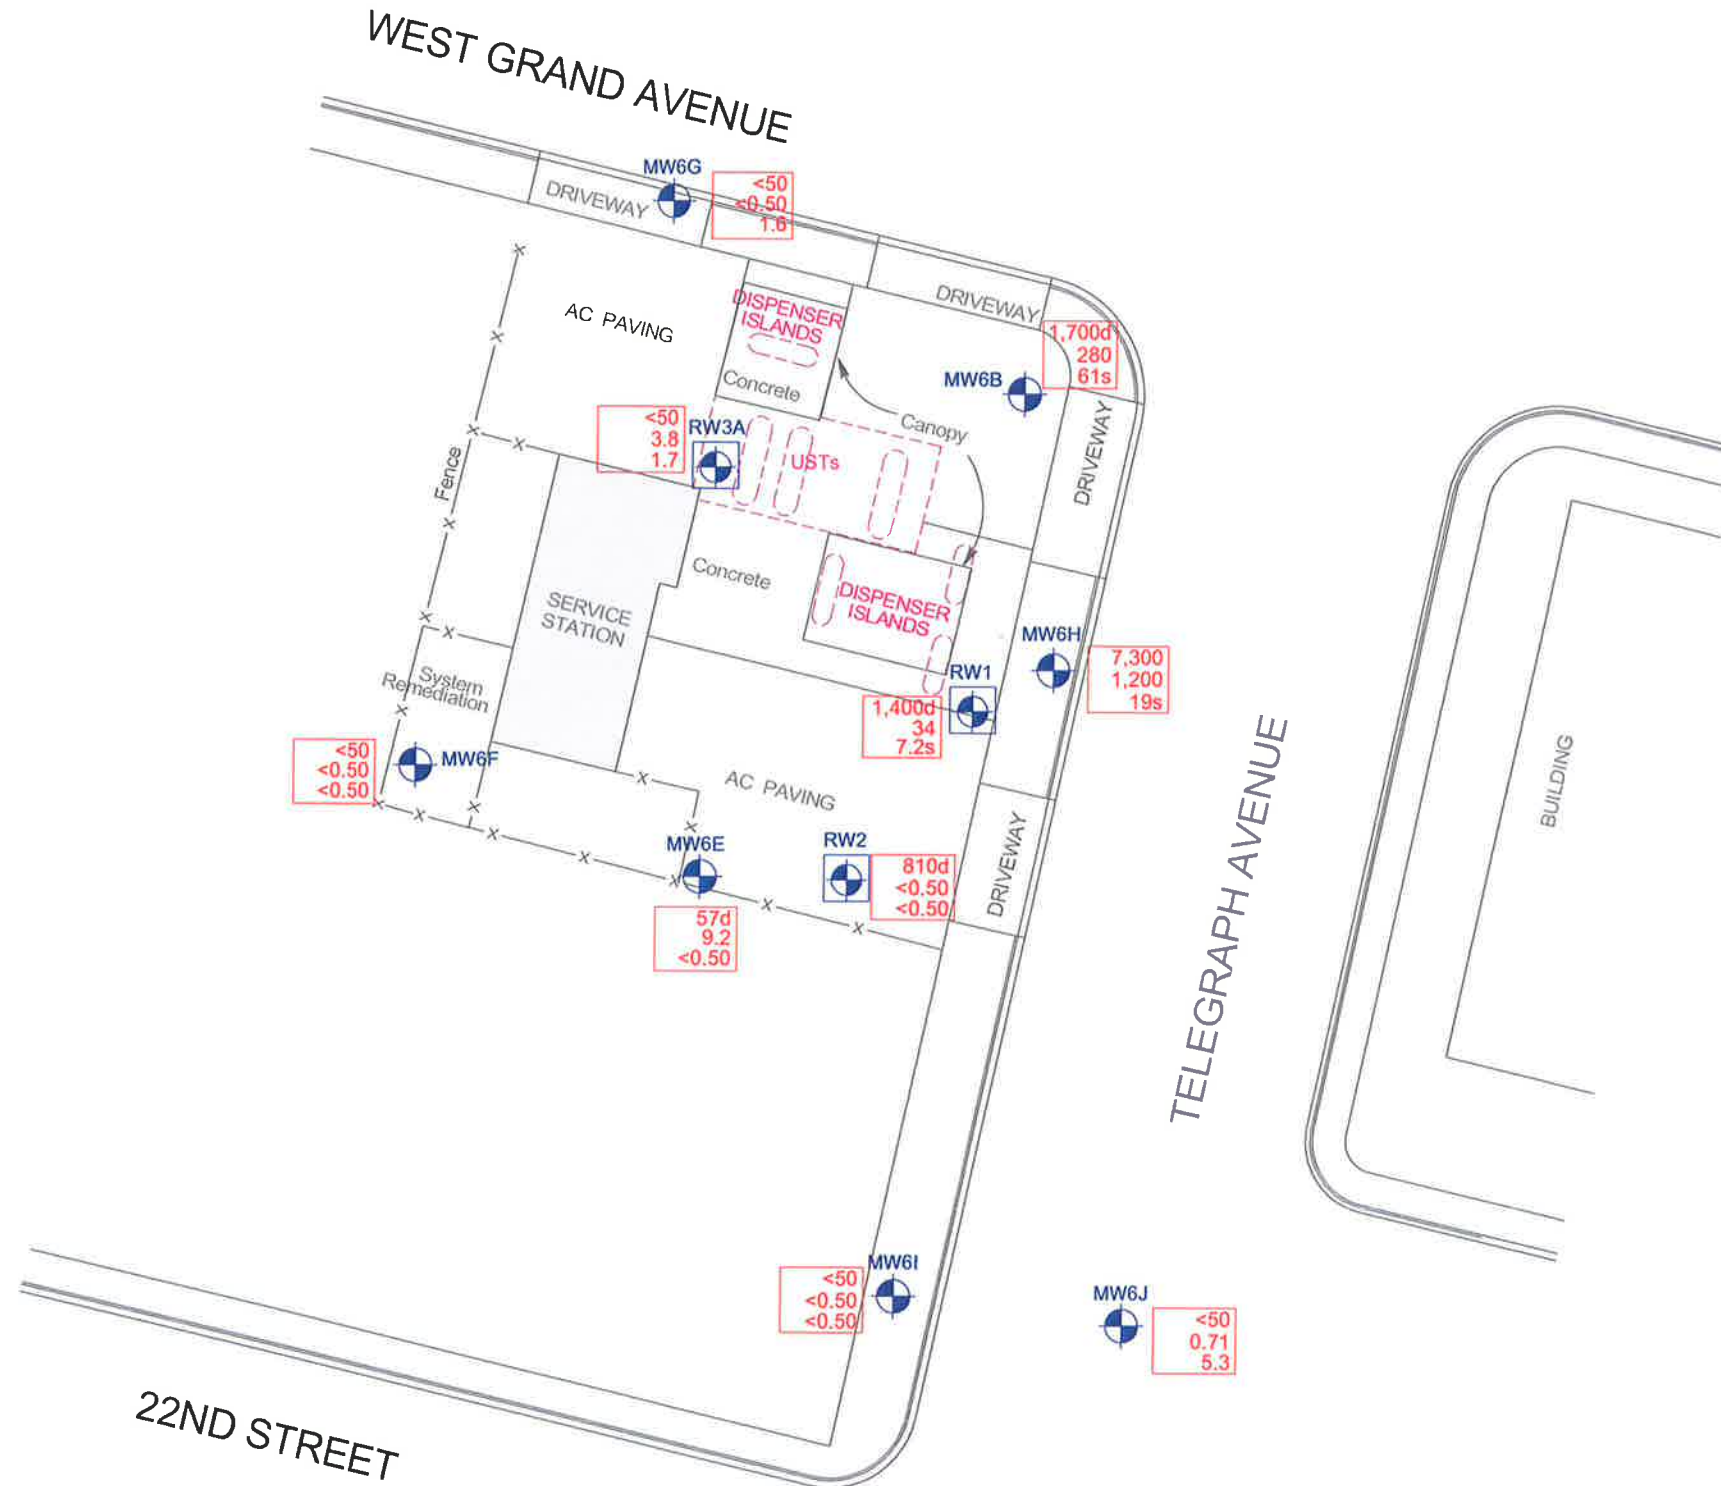 WEST GRAND AVENUE
MW6G
<50
<0.50
1.6
DRIVEWAY
DRIVEWAY
AC PAVING
DISPENSER
ISLANDS
Concrete
1,700d
280
61s
MW6B
Canopy
DRIVEWAY
<50
3.8
1.7
RW3A
USTs
Fence
Concrete
SERVICE
STATION
DISPENSER
ISLANDS
MW6H
7,300
1,200
19s
RW1
1,400d
34
7.2s
System
Remediation
<50
<0.50
<0.50
MW6F
AC PAVING
MW6E
57d
9.2
<0.50
RW2
810d
<0.50
<0.50
DRIVEWAY
TELEGRAPH AVENUE
BUILDING
MW6I
<50
<0.50
<0.50
MW6J
<50
0.71
5.3
22ND STREET